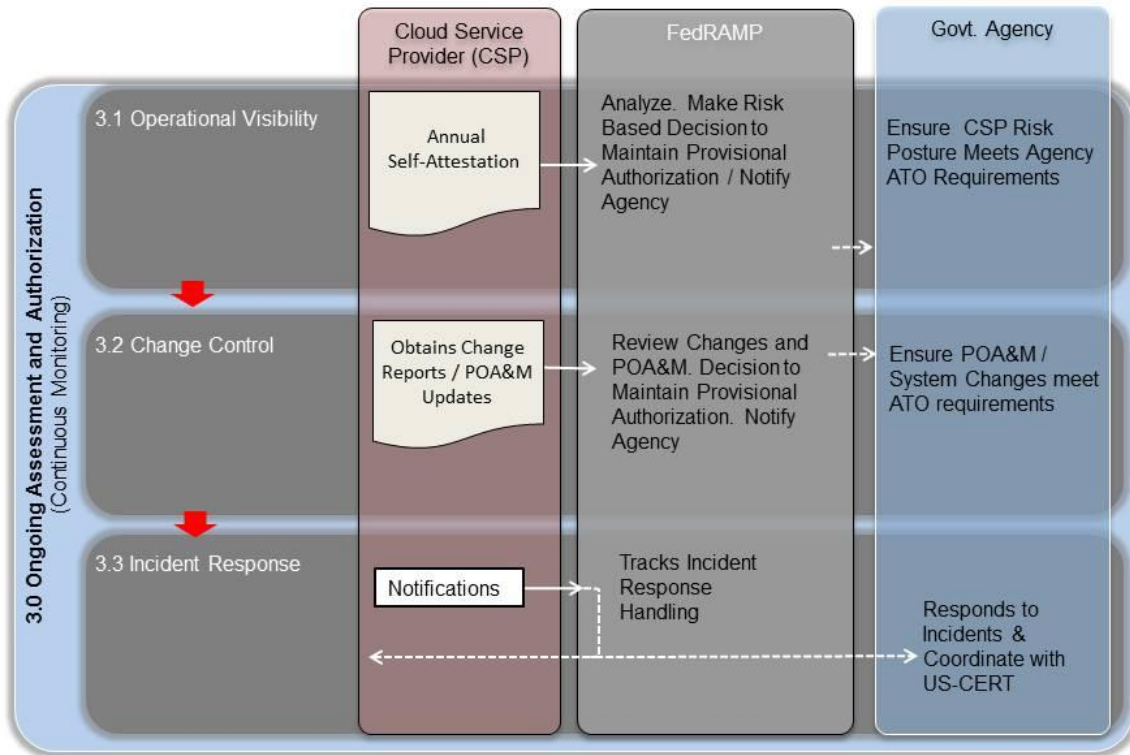 Cloud Service
Provider (CSP)
FedRAMP
Govt. Agency
3.0 Ongoing Assessment and Authorization
(Continuous Monitoring)
3.1 Operational Visibility
Annual
Self-Attestation
Analyze. Make Risk
Based Decision to
Maintain Provisional
Authorization / Notify
Agency
Ensure CSP Risk
Posture Meets Agency
ATO Requirements
3.2 Change Control
Obtains Change
Reports / POA&M
Updates
Review Changes and
POA&M. Decision to
Maintain Provisional
Authorization. Notify
Agency
Ensure POA&M /
System Changes meet
ATO requirements
3.3 Incident Response
Notifications
Tracks Incident
Response
Handling
Responds to
Incidents &
Coordinate with
US-CERT